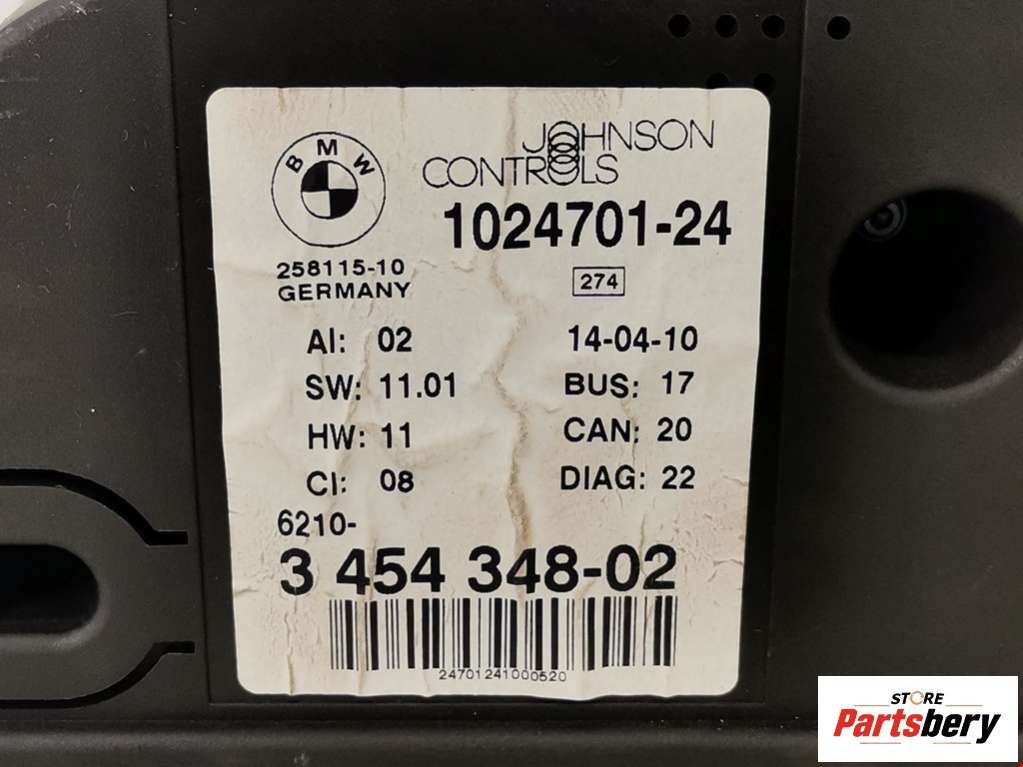 BMW
JOHNSON
CONTROLS
1024701-24
258115-10
GERMANY
274
AI: 02
14-04-10
SW: 11.01
BUS: 17
HW: 11
CAN: 20
CI: 08
DIAG: 22
6210-
3 454 348-02
24701241000520
STORE
Partsbery